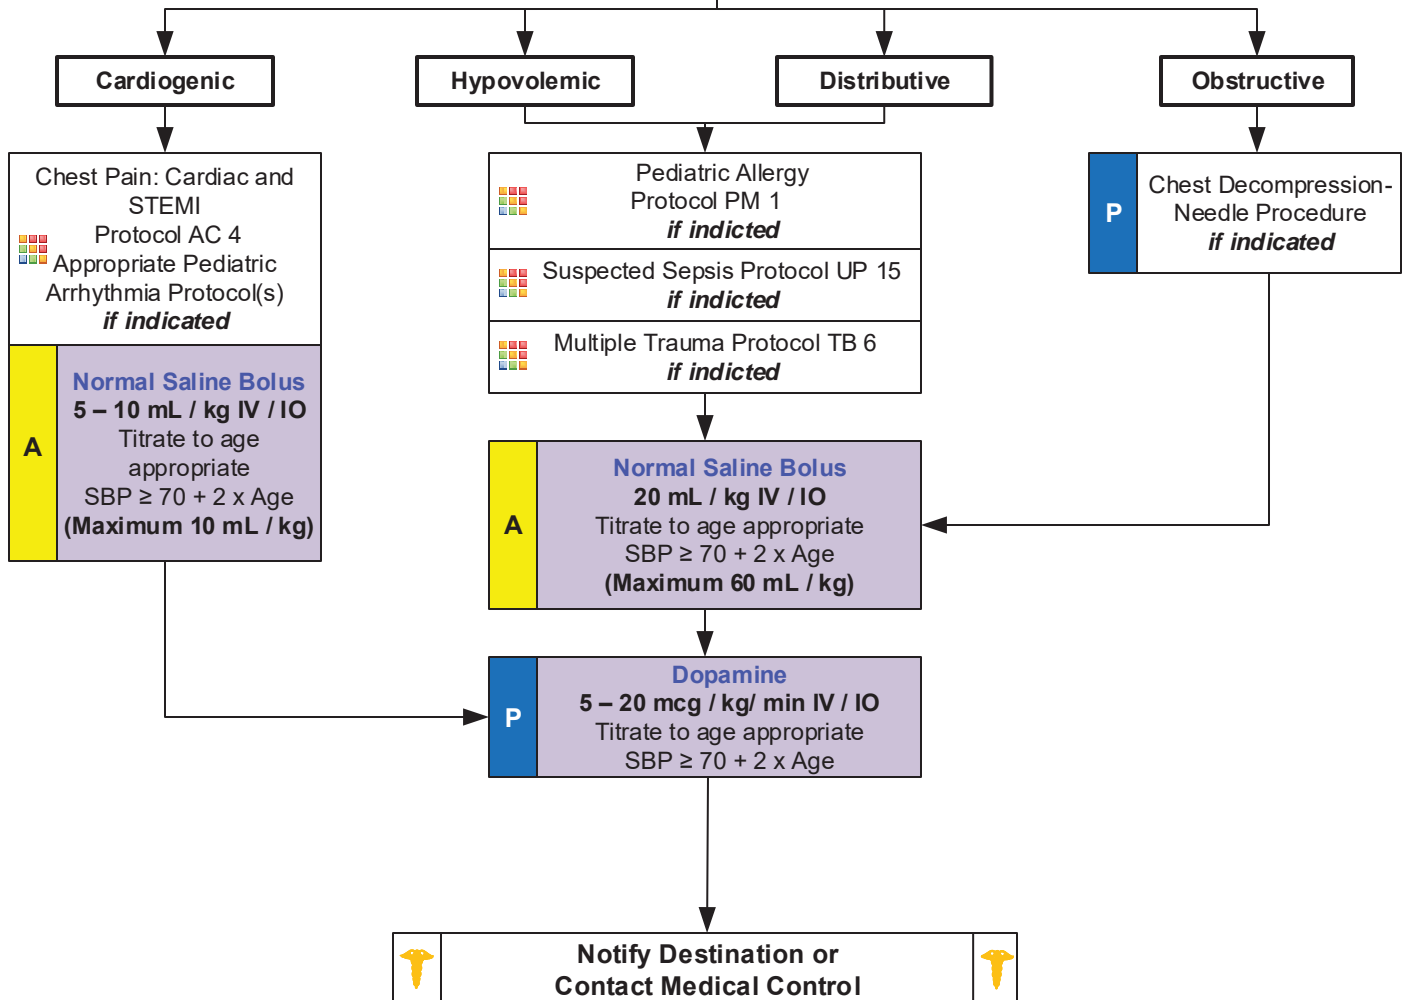 Cardiogenic
Hypovolemic
Distributive
Obstructive
Chest Pain: Cardiac and
STEMI
Protocol AC 4
Appropriate Pediatric
Arrhythmia Protocol(s)
if indicated
A
Normal Saline Bolus
5 – 10 mL / kg IV / IO
Titrate to age
appropriate
SBP ≥ 70 + 2 x Age
(Maximum 10 mL / kg)
Pediatric Allergy
Protocol PM 1
if indicted
Suspected Sepsis Protocol UP 15
if indicted
Multiple Trauma Protocol TB 6
if indicted
P
Chest Decompression-
Needle Procedure
if indicated
A
Normal Saline Bolus
20 mL / kg IV / IO
Titrate to age appropriate
SBP ≥ 70 + 2 x Age
(Maximum 60 mL / kg)
P
Dopamine
5 – 20 mcg / kg/ min IV / IO
Titrate to age appropriate
SBP ≥ 70 + 2 x Age
Notify Destination or
Contact Medical Control